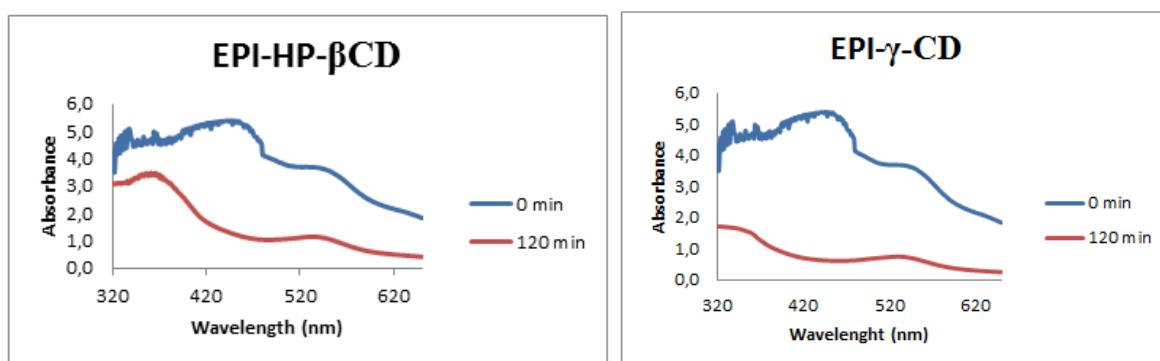 EPI-HP-βCD
Absorbance
6,0
5,0
4,0
3,0
2,0
1,0
0,0
320 420 520 620
Wavelength (nm)
0 min
120 min
EPI-γ-CD
Absorbance
6,0
5,0
4,0
3,0
2,0
1,0
0,0
320 420 520 620
Wavelenght (nm)
0 min
120 min